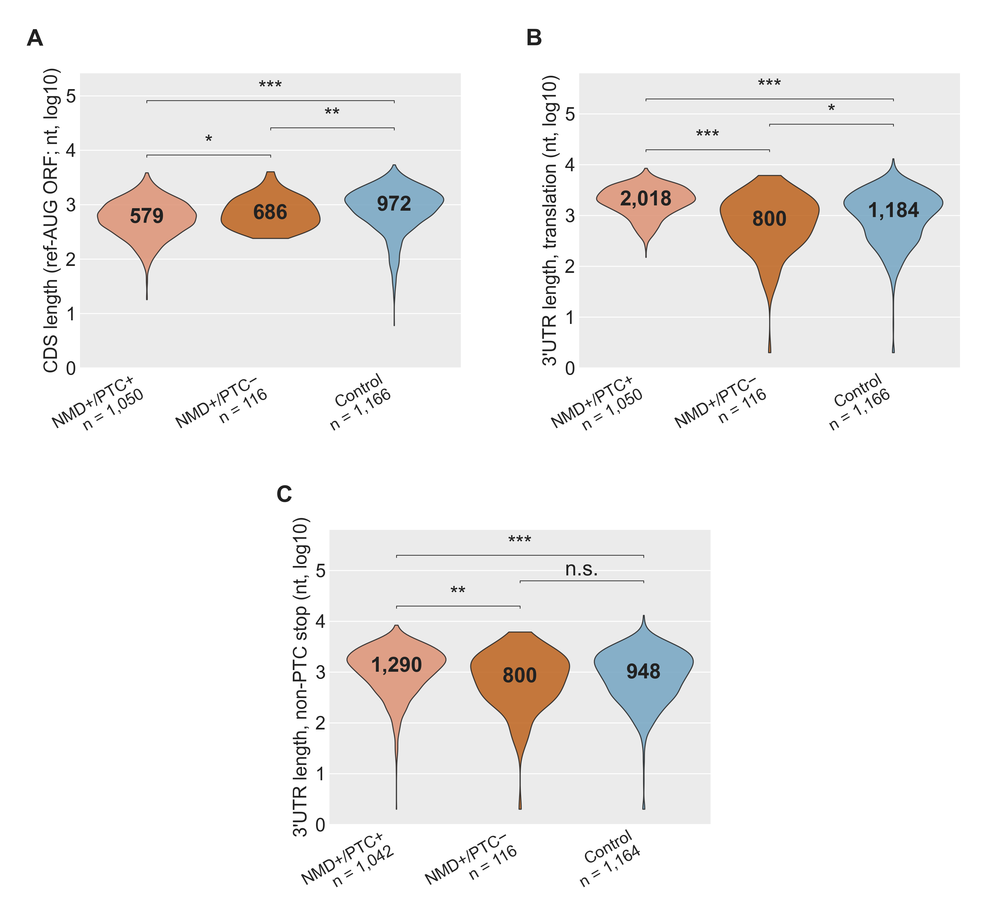 A
CDS length (ref-AUG ORF; nt, log10)
5
4
3
2
1
0
***
**
*
579
686
972
NMD+/PTC+
n = 1,050
NMD+/PTC−
n = 116
Control
n = 1,166
B
3'UTR length, translation (nt, log10)
5
4
3
2
1
0
***
*
***
2,018
800
1,184
NMD+/PTC+
n = 1,050
NMD+/PTC−
n = 116
Control
n = 1,166
C
3'UTR length, non-PTC stop (nt, log10)
5
4
3
2
1
0
***
n.s.
**
1,290
800
948
NMD+/PTC+
n = 1,042
NMD+/PTC−
n = 116
Control
n = 1,164